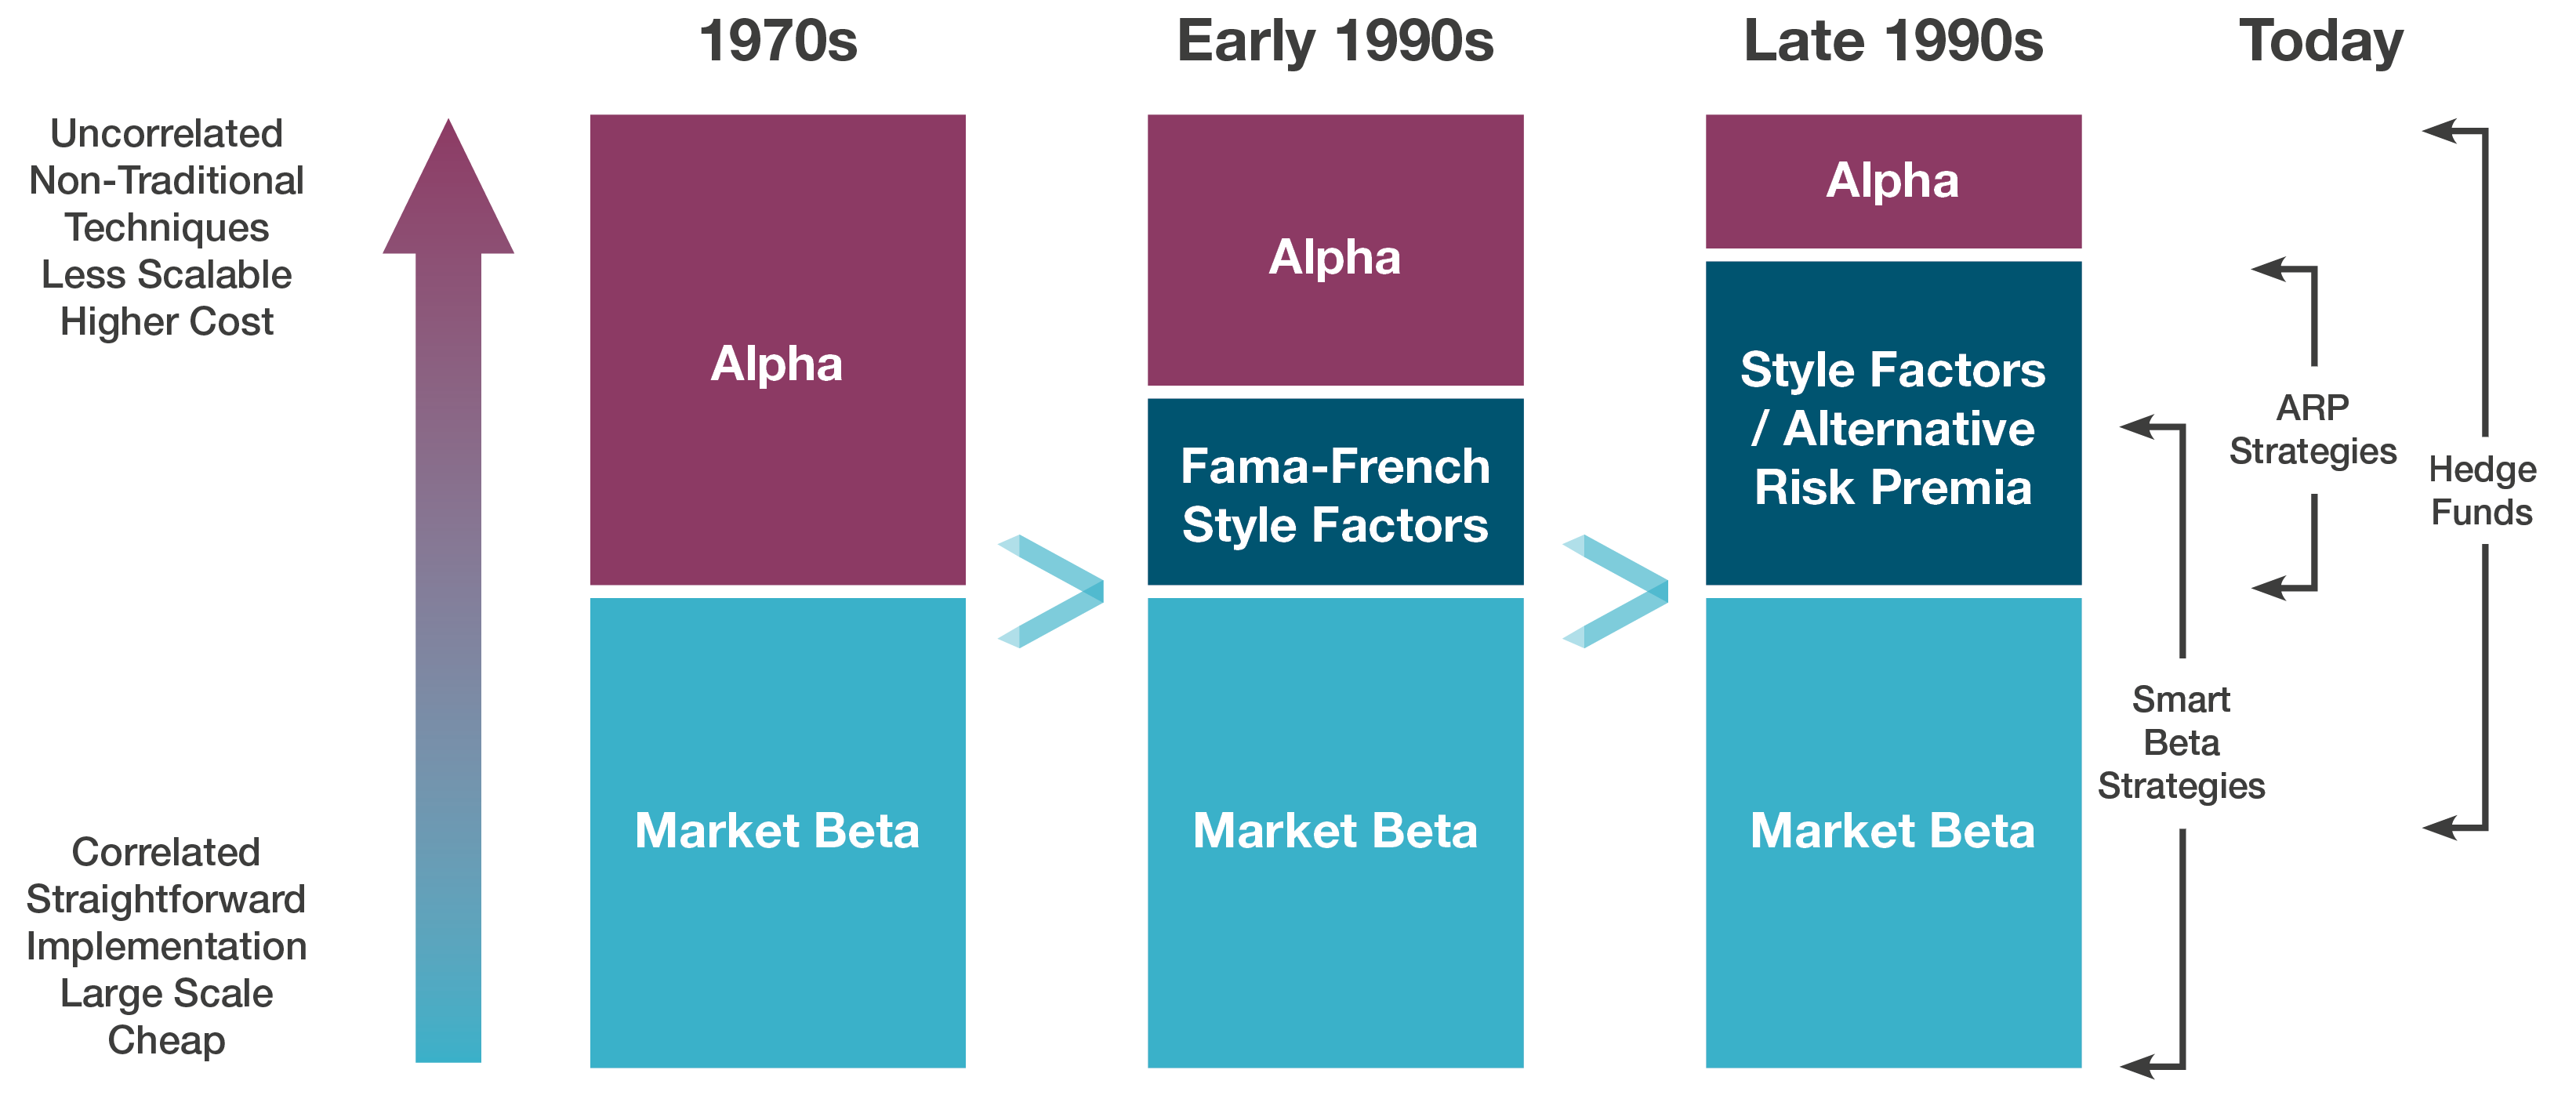 1970s
Early 1990s
Late 1990s
Today
Uncorrelated
Non-Traditional
Techniques
Less Scalable
Higher Cost
Correlated
Straightforward
Implementation
Large Scale
Cheap
Alpha
Market Beta
Alpha
Fama-French
Style Factors
Market Beta
Alpha
Style Factors
/ Alternative
Risk Premia
Market Beta
Smart
Beta
Strategies
ARP
Strategies
Hedge
Funds